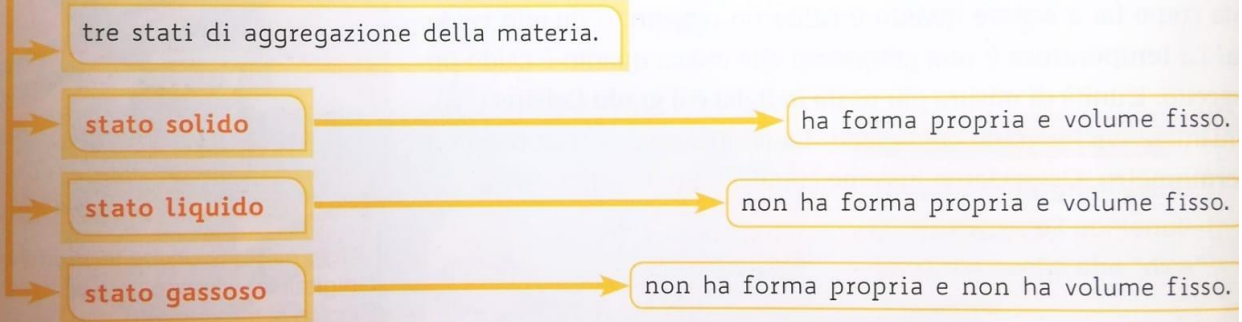 tre stati di aggregazione della materia.
stato solido
ha forma propria e volume fisso.
stato liquido
non ha forma propria e volume fisso.
stato gassoso
non ha forma propria e non ha volume fisso.